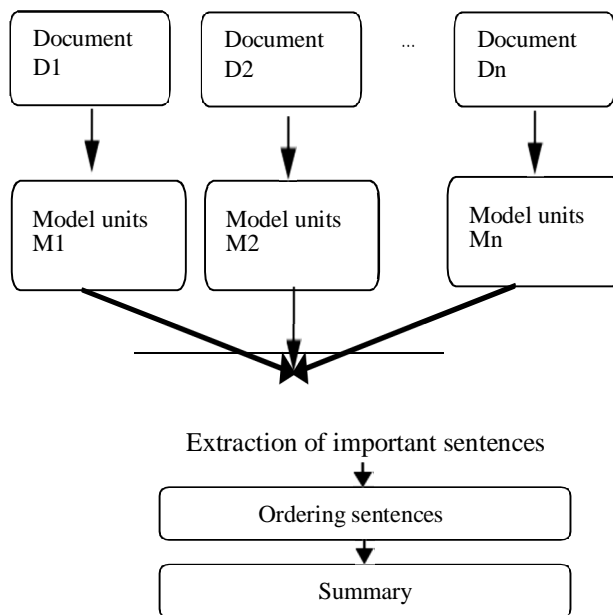 Document
D1
Document
D2
...
Document
Dn
Model units
M1
Model units
M2
Model units
Mn
Extraction of important sentences
Ordering sentences
Summary